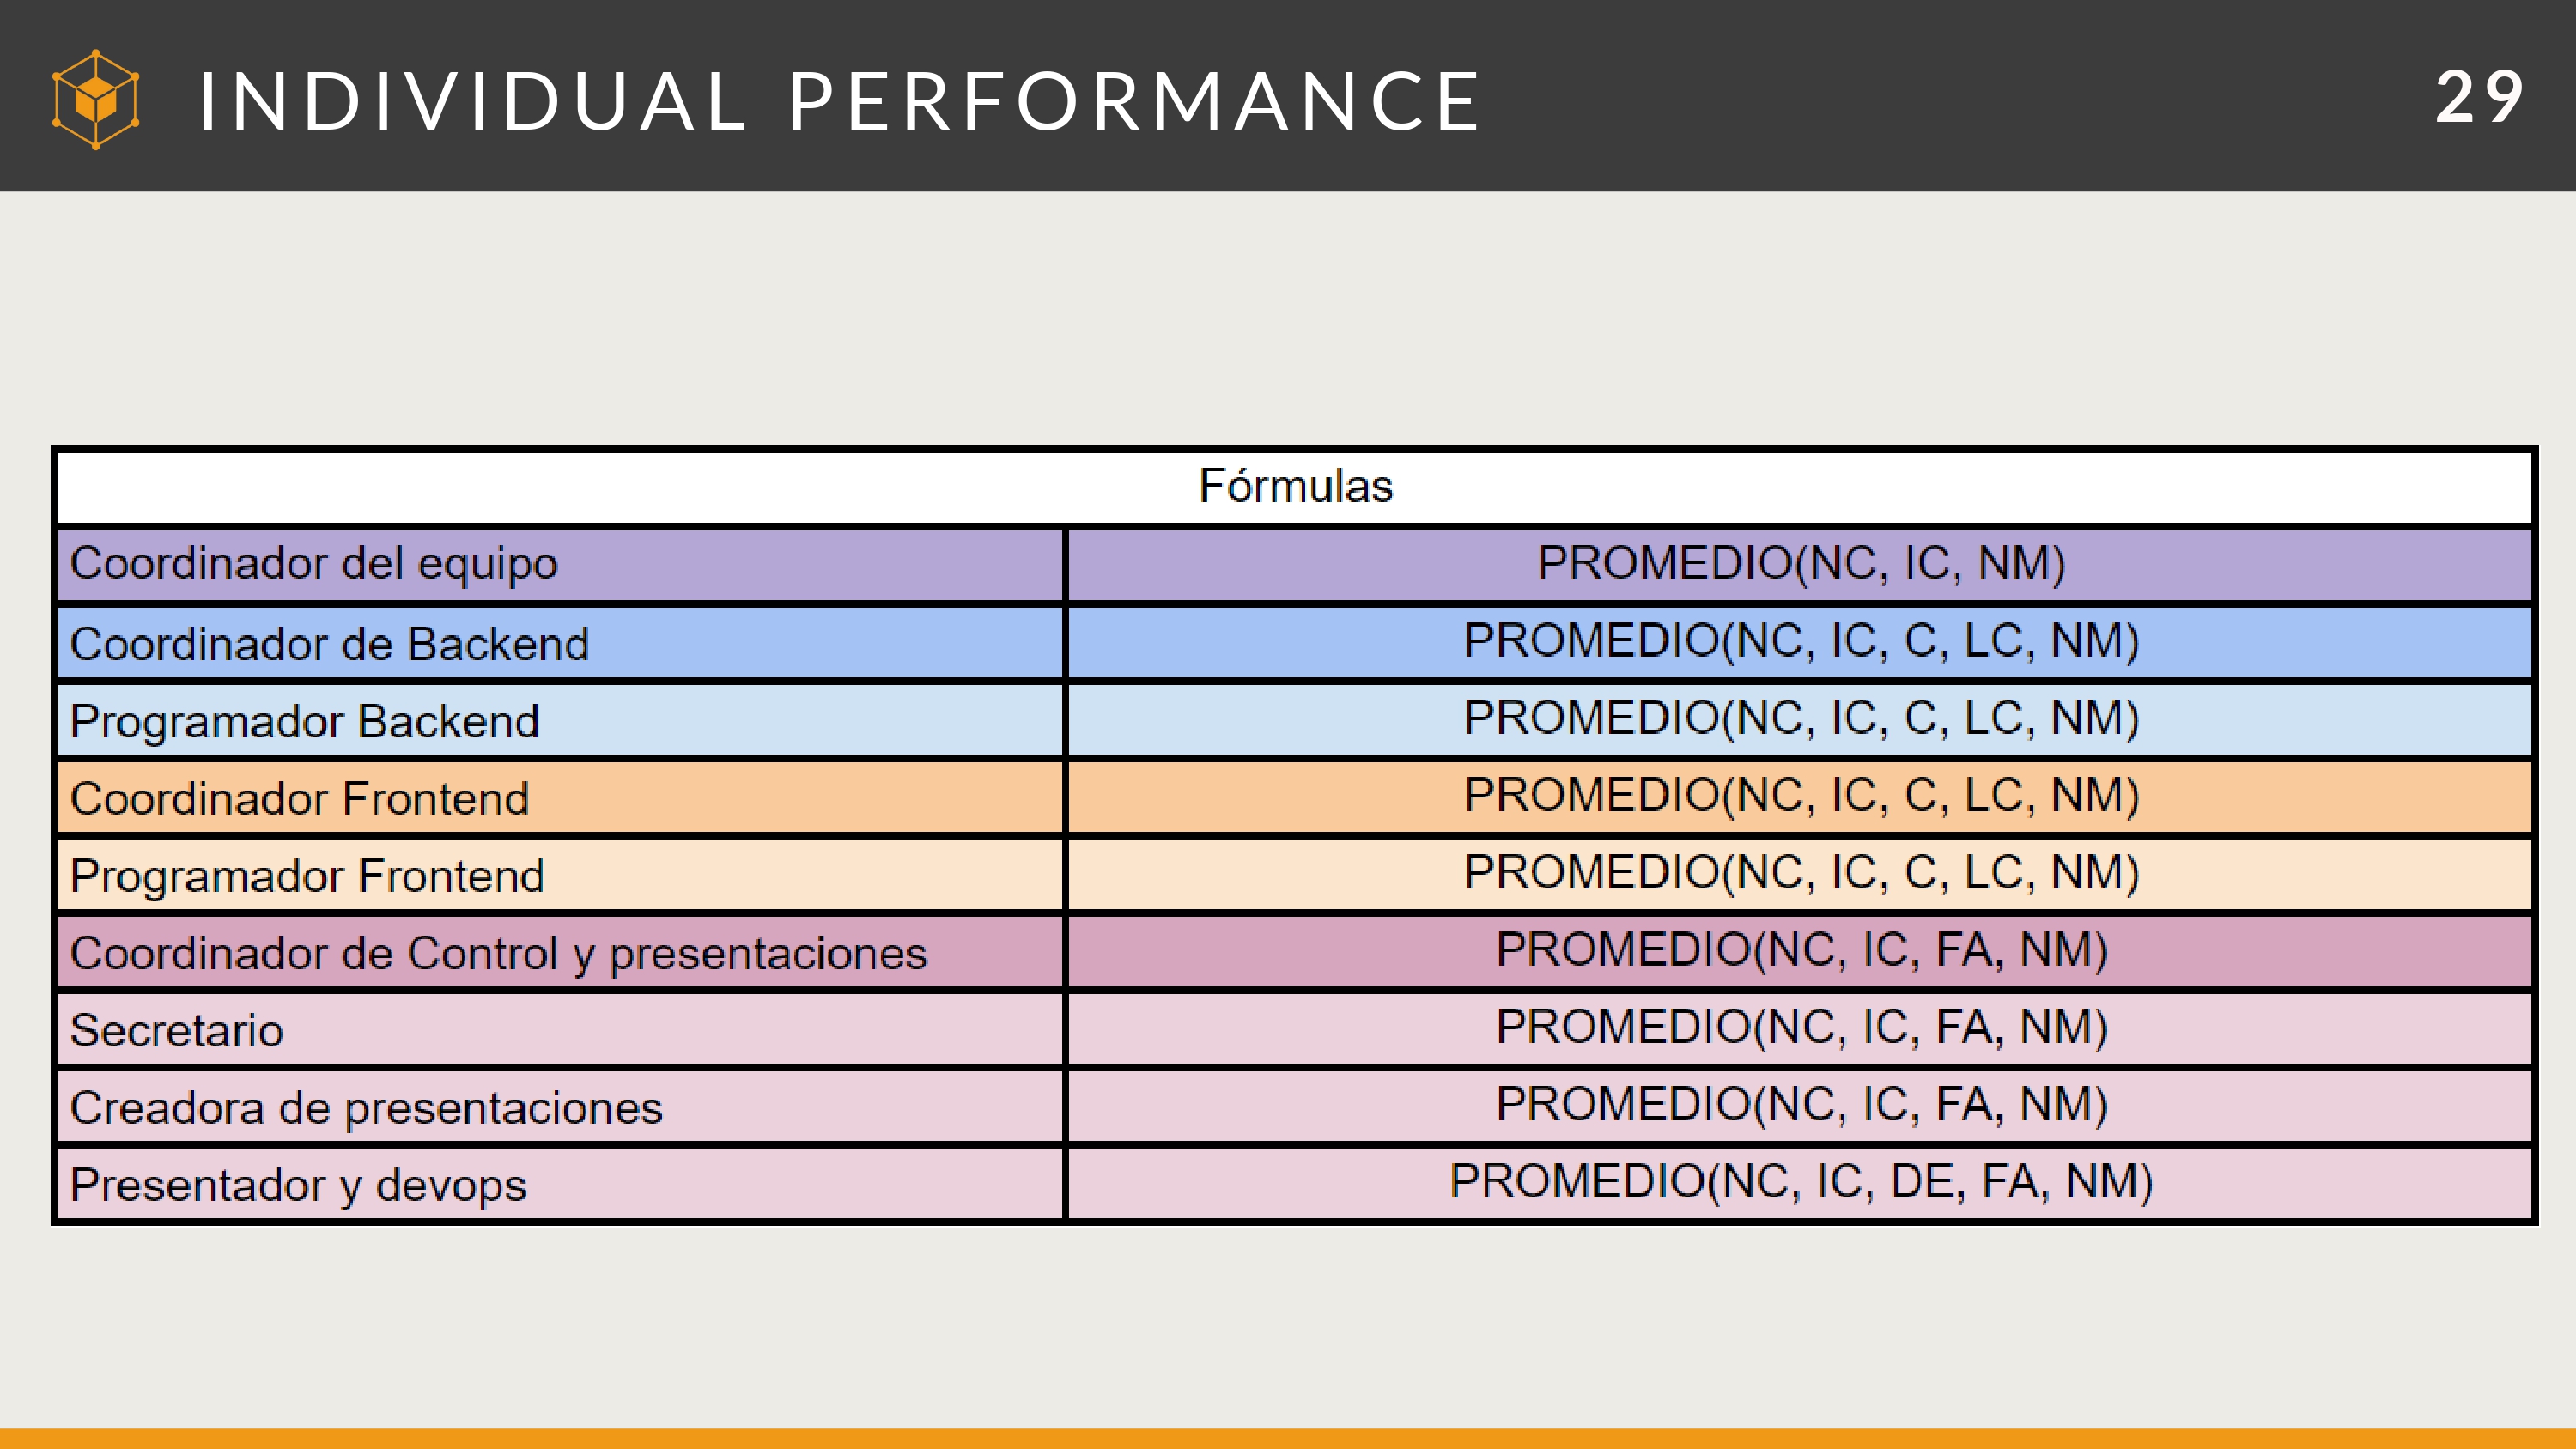 INDIVIDUAL PERFORMANCE 29
Fórmulas
Coordinador del equipo PROMEDIO(NC, IC, NM)
Coordinador de Backend PROMEDIO(NC, IC, C, LC, NM)
Programador Backend PROMEDIO(NC, IC, C, LC, NM)
Coordinador Frontend PROMEDIO(NC, IC, C, LC, NM)
Programador Frontend PROMEDIO(NC, IC, C, LC, NM)
Coordinador de Control y presentaciones PROMEDIO(NC, IC, FA, NM)
Secretario PROMEDIO(NC, IC, FA, NM)
Creadora de presentaciones PROMEDIO(NC, IC, FA, NM)
Presentador y devops PROMEDIO(NC, IC, DE, FA, NM)